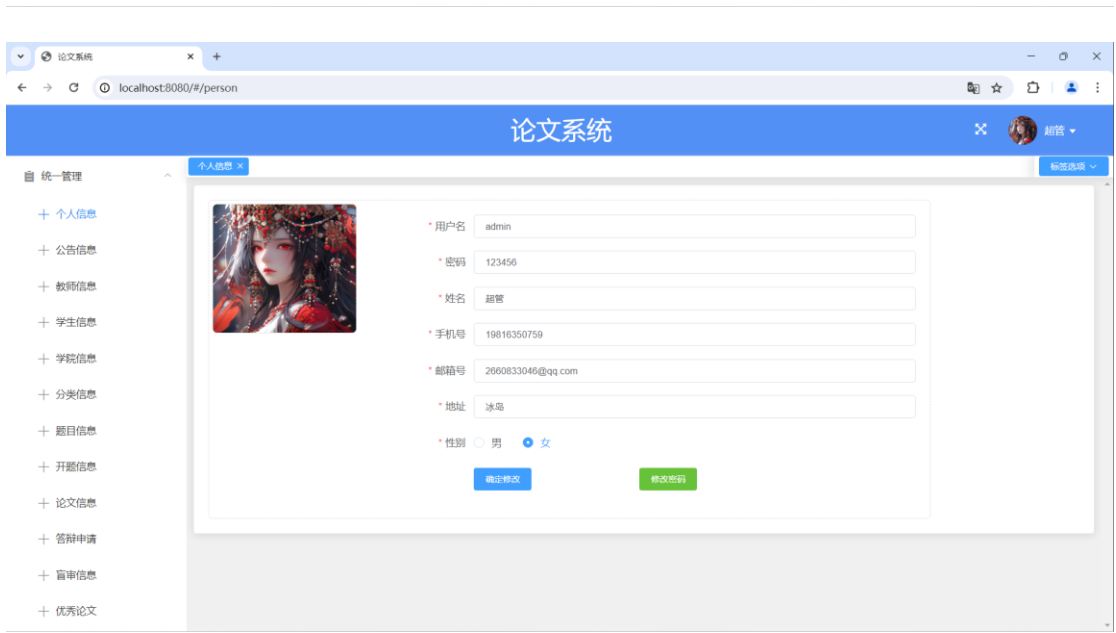 论文系统
localhost:8080/#/person
论文系统
超管
统一管理
个人信息
公告信息
教师信息
学生信息
学院信息
分类信息
题目信息
开题信息
论文信息
答辩申请
盲审信息
优秀论文
个人信息 ×
标签选项
* 用户名 admin
* 密码 123456
* 姓名 超管
* 手机号 19816350759
* 邮箱号 2660833046@qq.com
* 地址 冰岛
* 性别 男 女
确定修改 修改密码